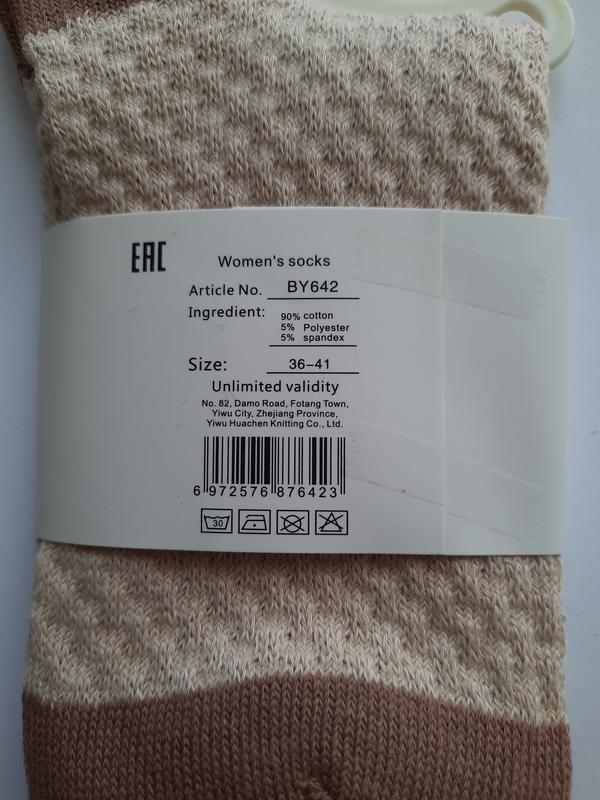 EAC
Women's socks
Article No. BY642
Ingredient: 90% cotton
5% Polyester
5% spandex
Size: 36-41
Unlimited validity
No. 82, Damo Road, Fotang Town,
Yiwu City, Zhejiang Province,
Yiwu Huachen Knitting Co., Ltd.
6 972576 876423
30